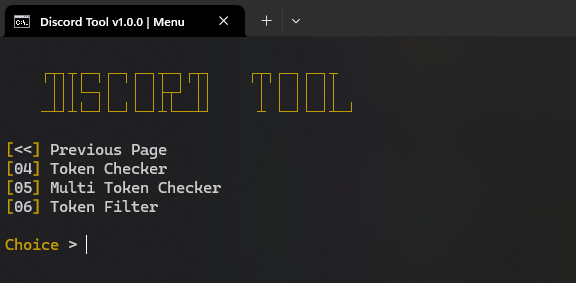 Discord Tool v1.0.0 | Menu
DISCORD TOOL
[<<] Previous Page
[04] Token Checker
[05] Multi Token Checker
[06] Token Filter
Choice >